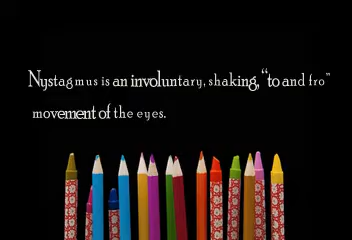 Nystagmus is an involuntary, shaking, "to and fro"
movement of the eyes.